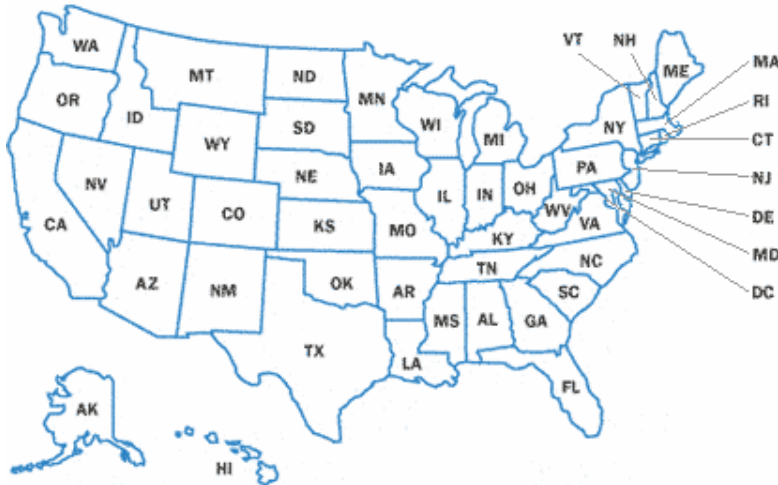 VT
NH
WA
ME
MA
MT
ND
MN
OR
RI
ID
SD
WI
NY
WY
MI
CT
IA
PA
NE
NJ
NV
IL
IN
OH
UT
CO
WV
DE
CA
KS
MO
VA
KY
MD
NC
TN
AZ
OK
NM
AR
SC
DC
MS
AL
GA
TX
LA
FL
AK
HI